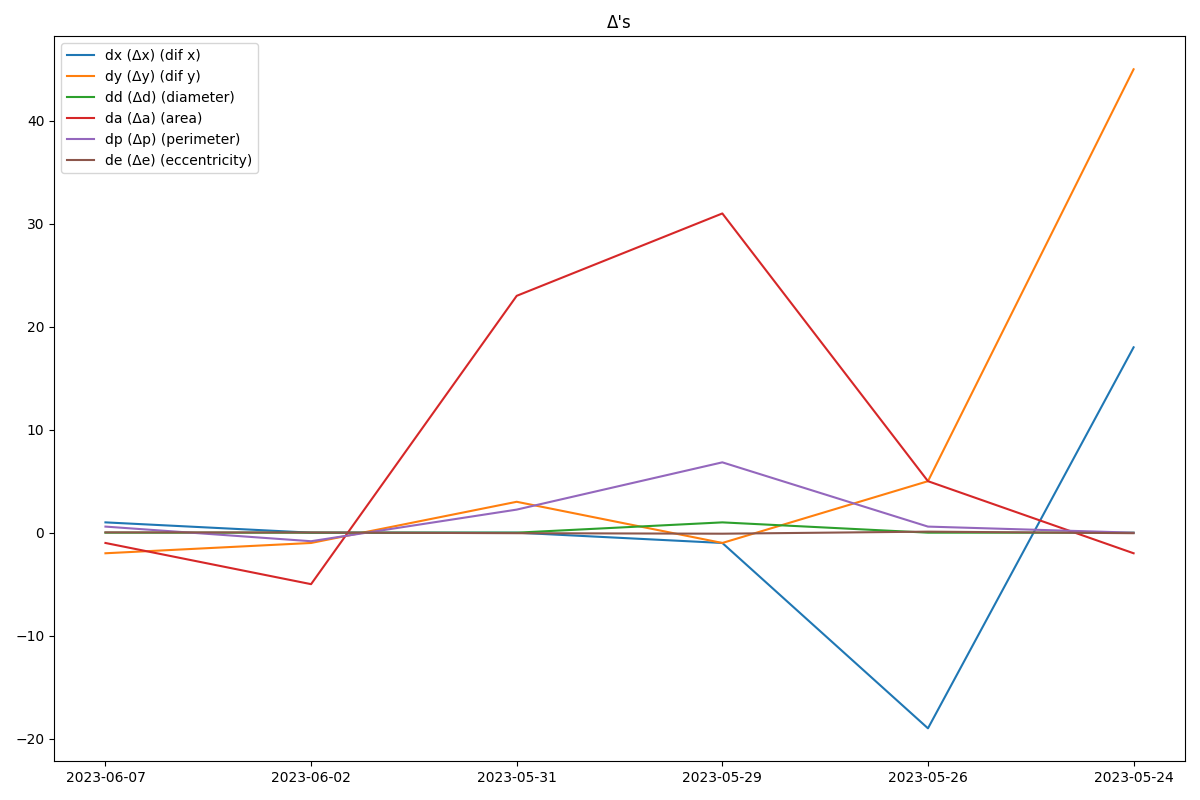 Δ's
dx (Δx) (dif x)
dy (Δy) (dif y)
dd (Δd) (diameter)
da (Δa) (area)
dp (Δp) (perimeter)
de (Δe) (eccentricity)
40
30
20
10
0
−10
−20
2023-06-07 2023-06-02 2023-05-31 2023-05-29 2023-05-26 2023-05-24